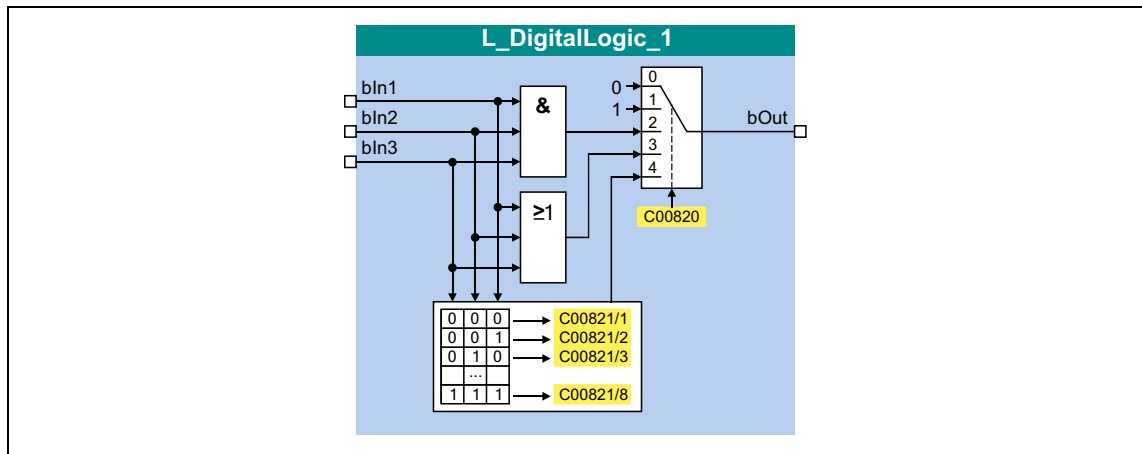 L_DigitalLogic_1
bIn1
bIn2
bIn3
&
≥1
0
1
0
1
2
3
4
bOut
C00820
0 0 0 C00821/1
0 0 1 C00821/2
0 1 0 C00821/3
...
1 1 1 C00821/8